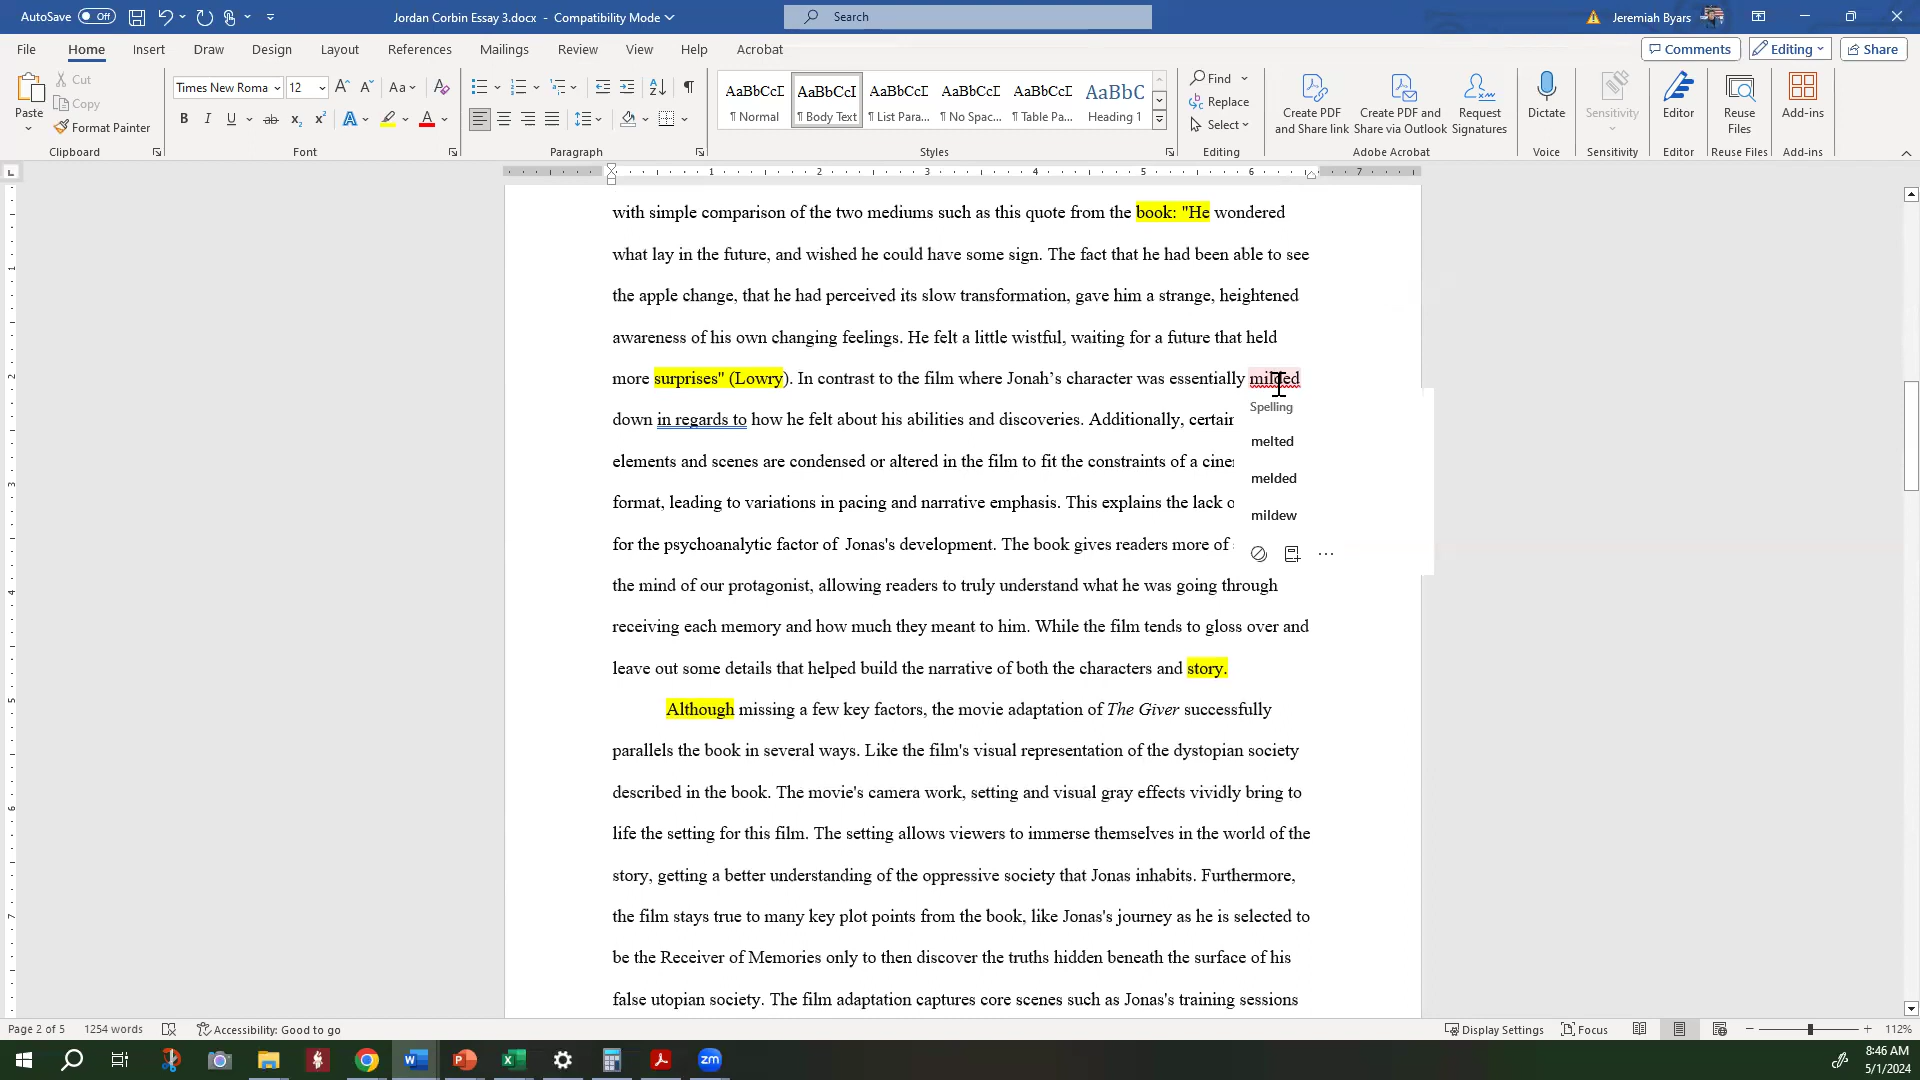 AutoSave Off Jordan Corbin Essay 3.docx - Compatibility Mode Search Jeremiah Byars
File Home Insert Draw Design Layout References Mailings Review View Help Acrobat Comments Editing Share
Paste Cut Copy Format Painter
Times New Roma 12 Aa
AaBbCcDc AaBbCcI AaBbCcDc AaBbCcDc AaBbCcDc AaBbC
¶ Normal ¶ Body Text ¶ List Para... ¶ No Spac... ¶ Table Pa... Heading 1
Find Replace Select
Create PDF and Share link Create PDF and Share via Outlook Request Signatures Dictate Sensitivity Editor Reuse Files Add-ins
Clipboard Font Paragraph Styles Editing Adobe Acrobat Voice Sensitivity Editor Reuse Files Add-ins
1 2 3 4 5 6 7
with simple comparison of the two mediums such as this quote from the book: "He wondered
what lay in the future, and wished he could have some sign. The fact that he had been able to see
the apple change, that he had perceived its slow transformation, gave him a strange, heightened
awareness of his own changing feelings. He felt a little wistful, waiting for a future that held
more surprises" (Lowry). In contrast to the film where Jonah’s character was essentially milded
down in regards to how he felt about his abilities and discoveries. Additionally, certain
elements and scenes are condensed or altered in the film to fit the constraints of a
format, leading to variations in pacing and narrative emphasis. This explains the lack
for the psychoanalytic factor of Jonas's development. The book gives readers more of
the mind of our protagonist, allowing readers to truly understand what he was going through
receiving each memory and how much they meant to him. While the film tends to gloss over and
leave out some details that helped build the narrative of both the characters and story.
Although missing a few key factors, the movie adaptation of The Giver successfully
parallels the book in several ways. Like the film's visual representation of the dystopian society
described in the book. The movie's camera work, setting and visual gray effects vividly bring to
life the setting for this film. The setting allows viewers to immerse themselves in the world of the
story, getting a better understanding of the oppressive society that Jonas inhabits. Furthermore,
the film stays true to many key plot points from the book, like Jonas's journey as he is selected to
be the Receiver of Memories only to then discover the truths hidden beneath the surface of his
false utopian society. The film adaptation captures core scenes such as Jonas's training sessions
Spelling
melted
melded
mildew
Page 2 of 5 1254 words Accessibility: Good to go Display Settings Focus 112%
8:46 AM
5/1/2024